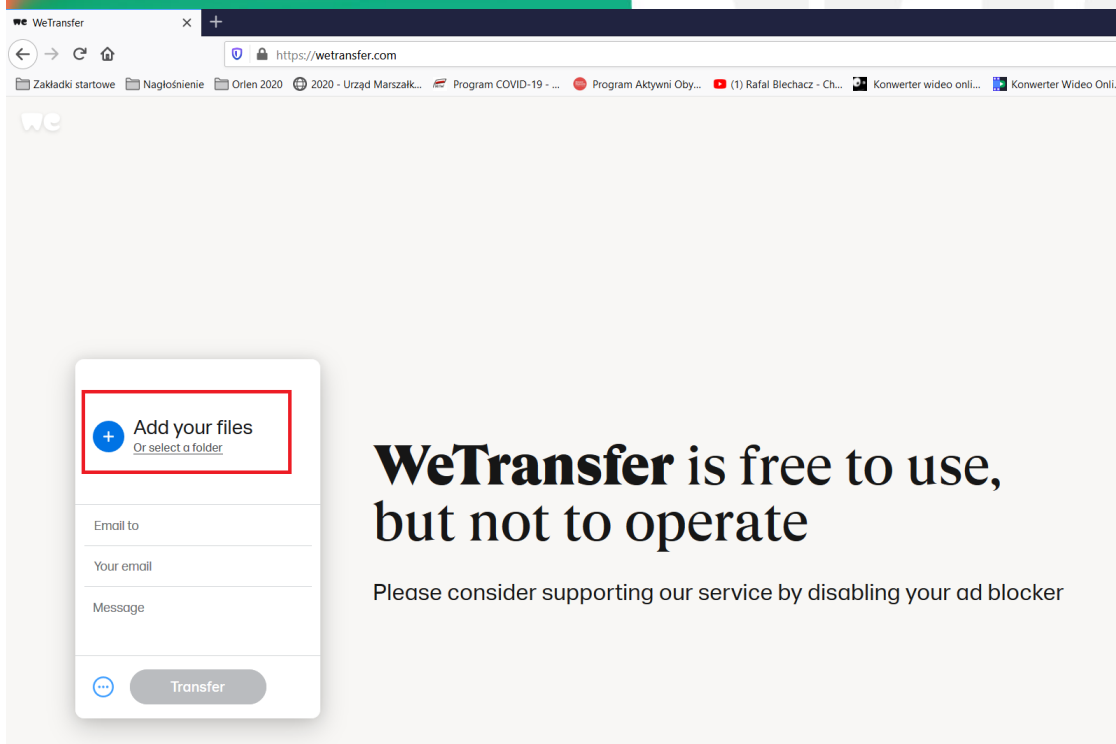 we WeTransfer
https://wetransfer.com
Zakładki startowe Nagłośnienie Orlen 2020 2020 - Urząd Marszałk... Program COVID-19 - ... Program Aktywni Oby... (1) Rafal Blechacz - Ch... Konwerter wideo onli... Konwerter Wideo Onli.
we
Add your files
Or select a folder
WeTransfer is free to use,
but not to operate
Email to
Your email
Please consider supporting our service by disabling your ad blocker
Message
Transfer